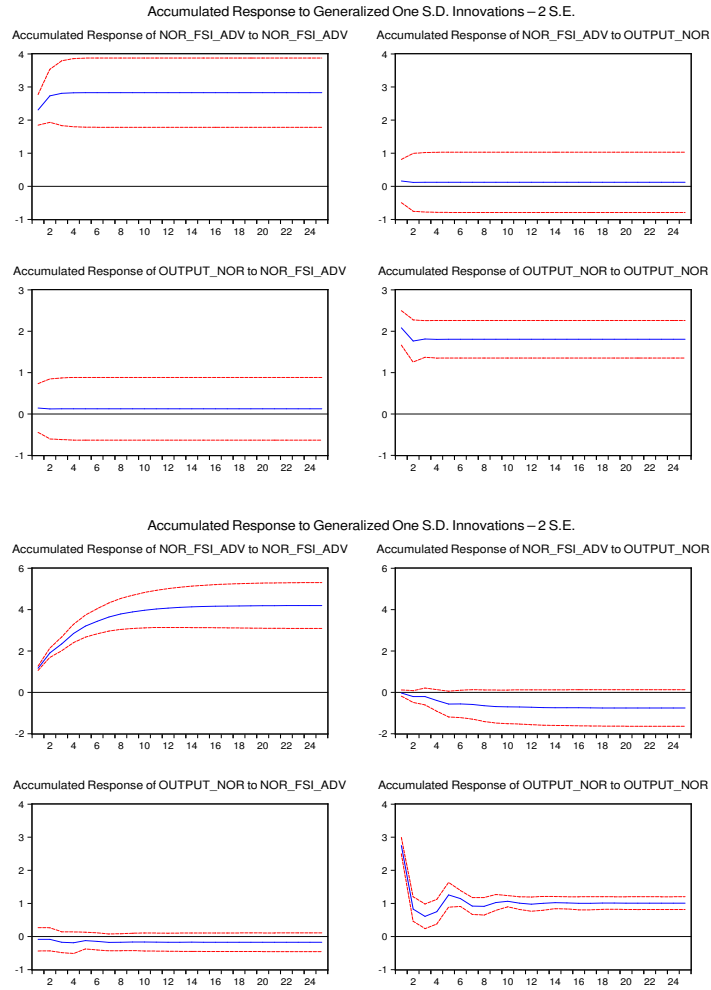 Accumulated Response to Generalized One S.D. Innovations – 2 S.E.
Accumulated Response of NOR_FSI_ADV to NOR_FSI_ADV
4
3
2
1
0
-1
2 4 6 8 10 12 14 16 18 20 22 24
Accumulated Response of NOR_FSI_ADV to OUTPUT_NOR
4
3
2
1
0
-1
2 4 6 8 10 12 14 16 18 20 22 24
Accumulated Response of OUTPUT_NOR to NOR_FSI_ADV
3
2
1
0
-1
2 4 6 8 10 12 14 16 18 20 22 24
Accumulated Response of OUTPUT_NOR to OUTPUT_NOR
3
2
1
0
-1
2 4 6 8 10 12 14 16 18 20 22 24
Accumulated Response to Generalized One S.D. Innovations – 2 S.E.
Accumulated Response of NOR_FSI_ADV to NOR_FSI_ADV
6
4
2
0
-2
2 4 6 8 10 12 14 16 18 20 22 24
Accumulated Response of NOR_FSI_ADV to OUTPUT_NOR
6
4
2
0
-2
2 4 6 8 10 12 14 16 18 20 22 24
Accumulated Response of OUTPUT_NOR to NOR_FSI_ADV
4
3
2
1
0
-1
2 4 6 8 10 12 14 16 18 20 22 24
Accumulated Response of OUTPUT_NOR to OUTPUT_NOR
4
3
2
1
0
-1
2 4 6 8 10 12 14 16 18 20 22 24